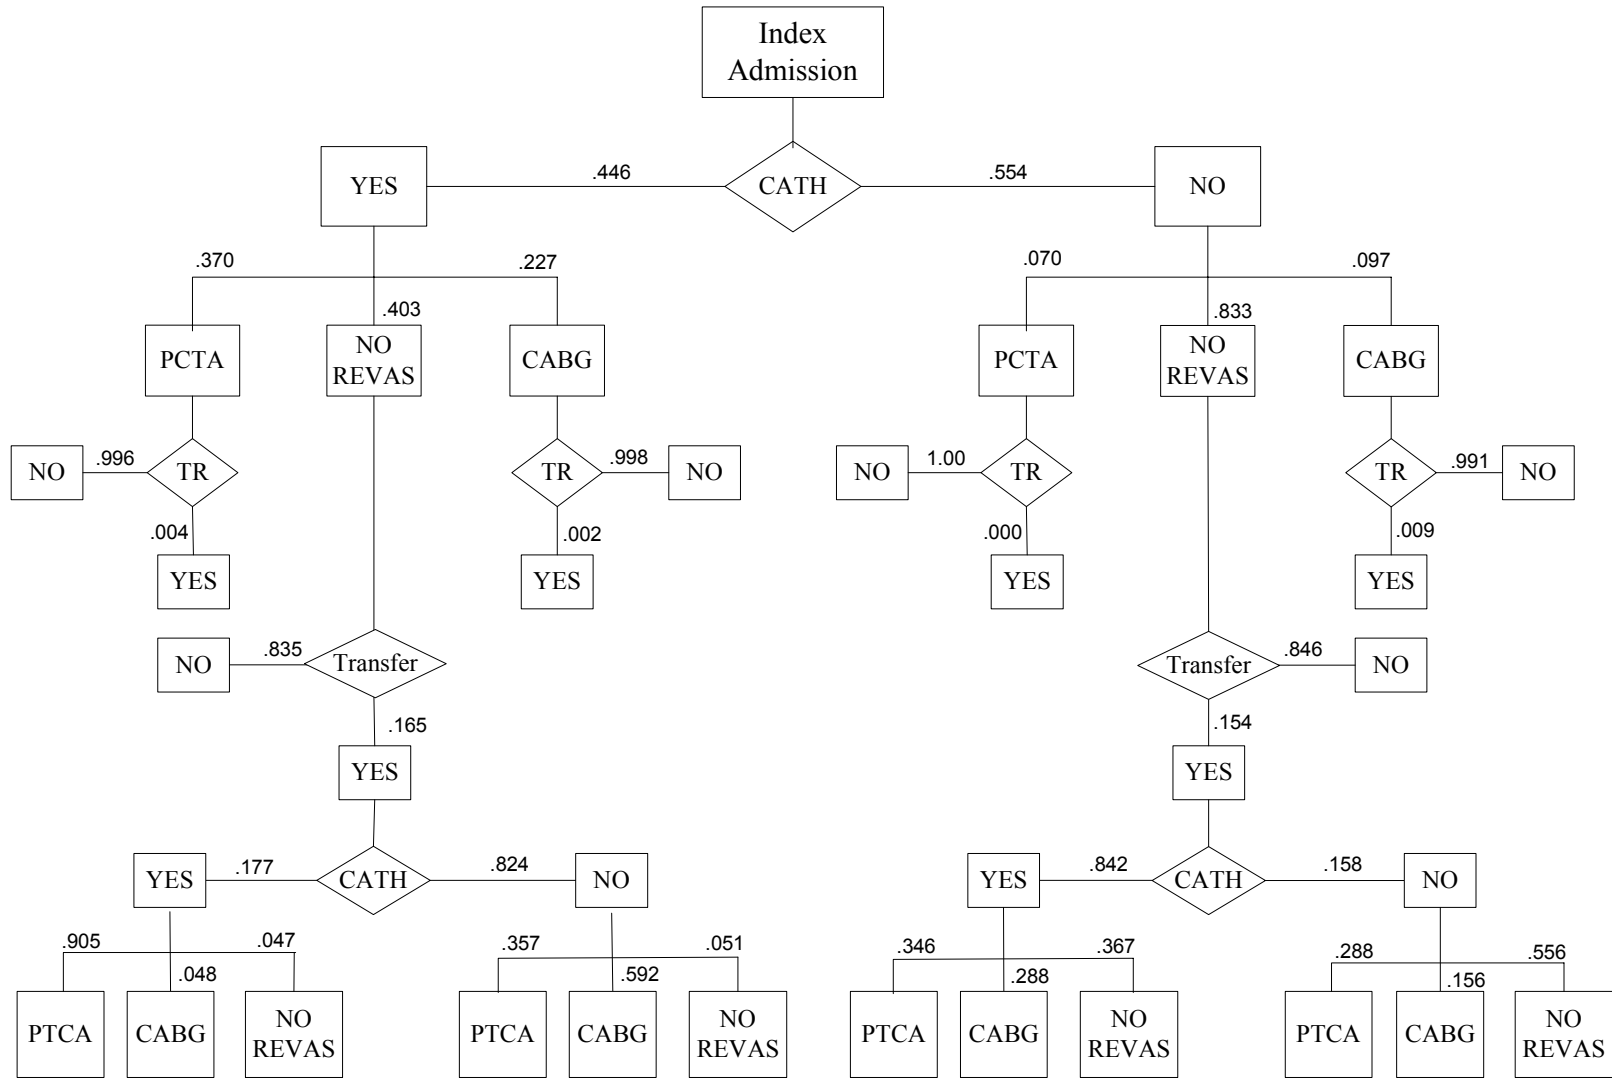 Index
Admission
YES
.446
CATH
.554
NO
.370
.227
.070
.097
.403
.833
PCTA
NO
REVAS
CABG
PCTA
NO
REVAS
CABG
NO
.996
TR
TR
.998
NO
NO
1.00
TR
TR
.991
NO
.004
.002
.000
.009
YES
YES
YES
YES
NO
.835
Transfer
Transfer
.846
NO
.165
.154
YES
YES
YES
.177
CATH
.824
NO
YES
.842
CATH
.158
NO
.905
.047
.357
.051
.346
.367
.288
.556
.048
.592
.288
.156
PTCA
CABG
NO
REVAS
PTCA
CABG
NO
REVAS
PTCA
CABG
NO
REVAS
PTCA
CABG
NO
REVAS